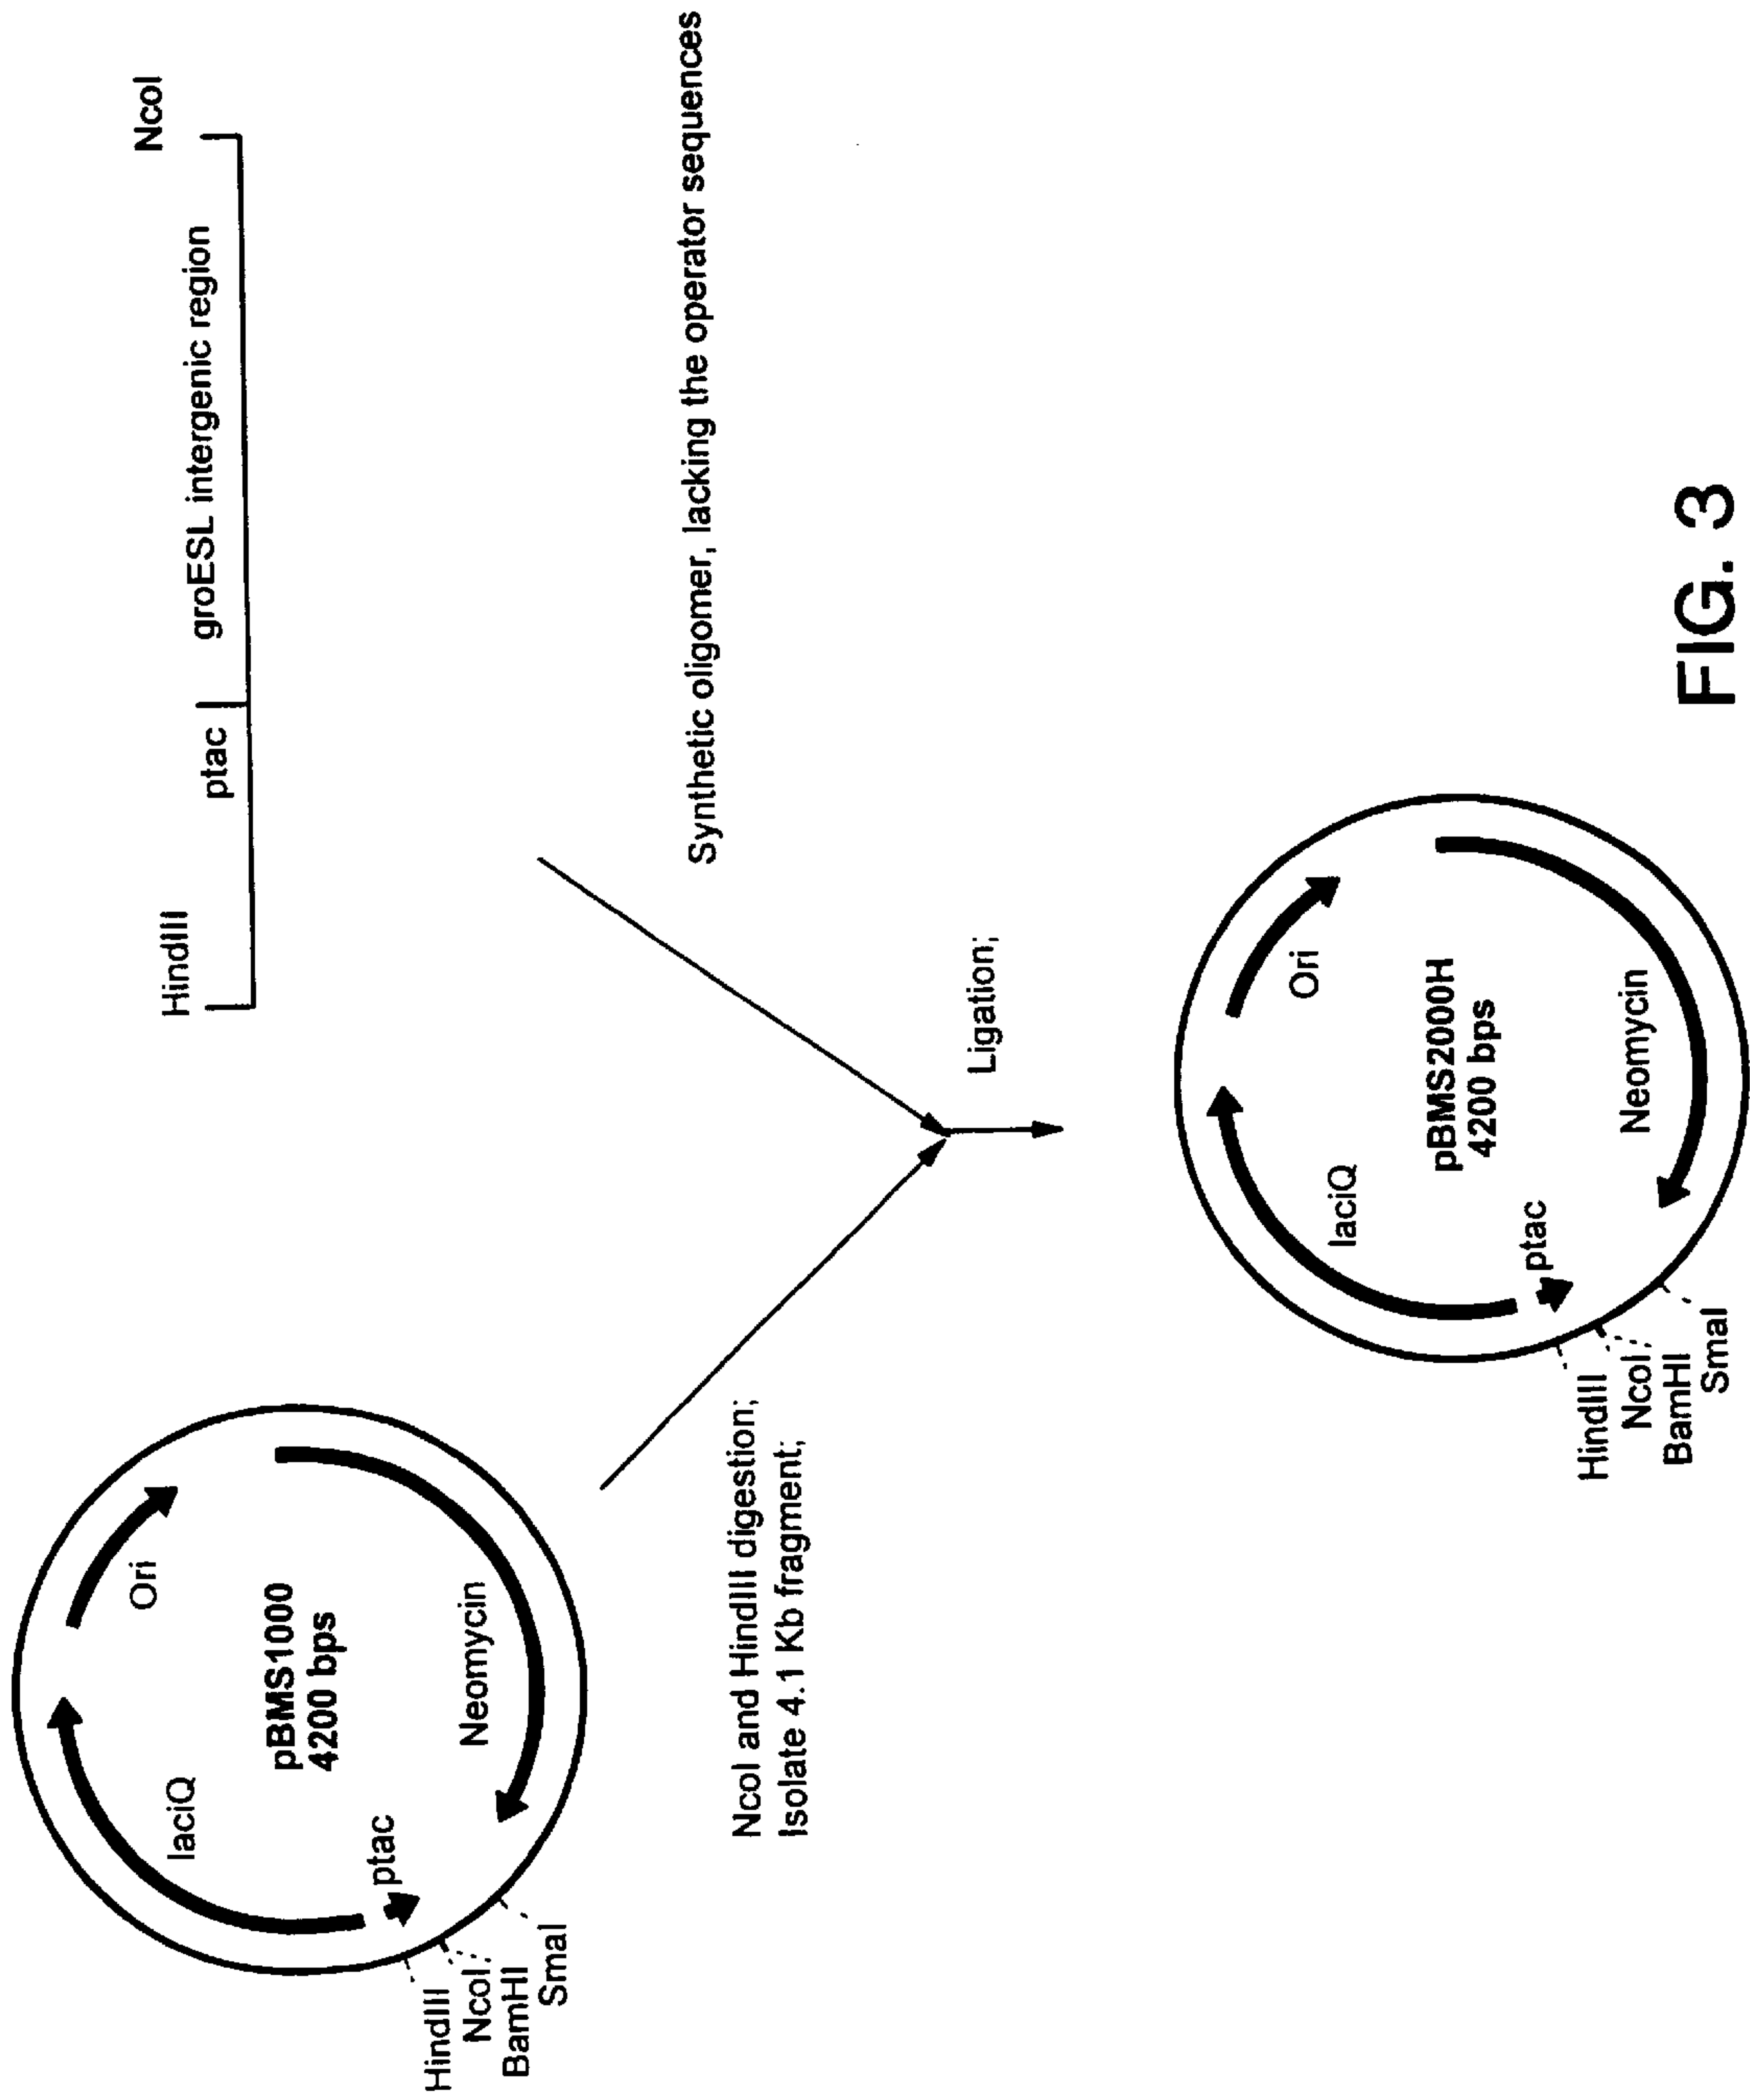 HindIII
NcoI
ptac
groESL intergenic region
Ori
laciQ
pBMS1000
4200 bps
Neomycin
ptac
HindIII
NcoI
BamHI
SmaI
Synthetic oligomer, lacking the operator sequences
NcoI and HindIII digestion;
Isolate 4.1 Kb fragment;
Ligation;
Ori
laciQ
pBMS2000H
4200 bps
Neomycin
ptac
HindIII
NcoI
BamHI
SmaI
FIG. 3